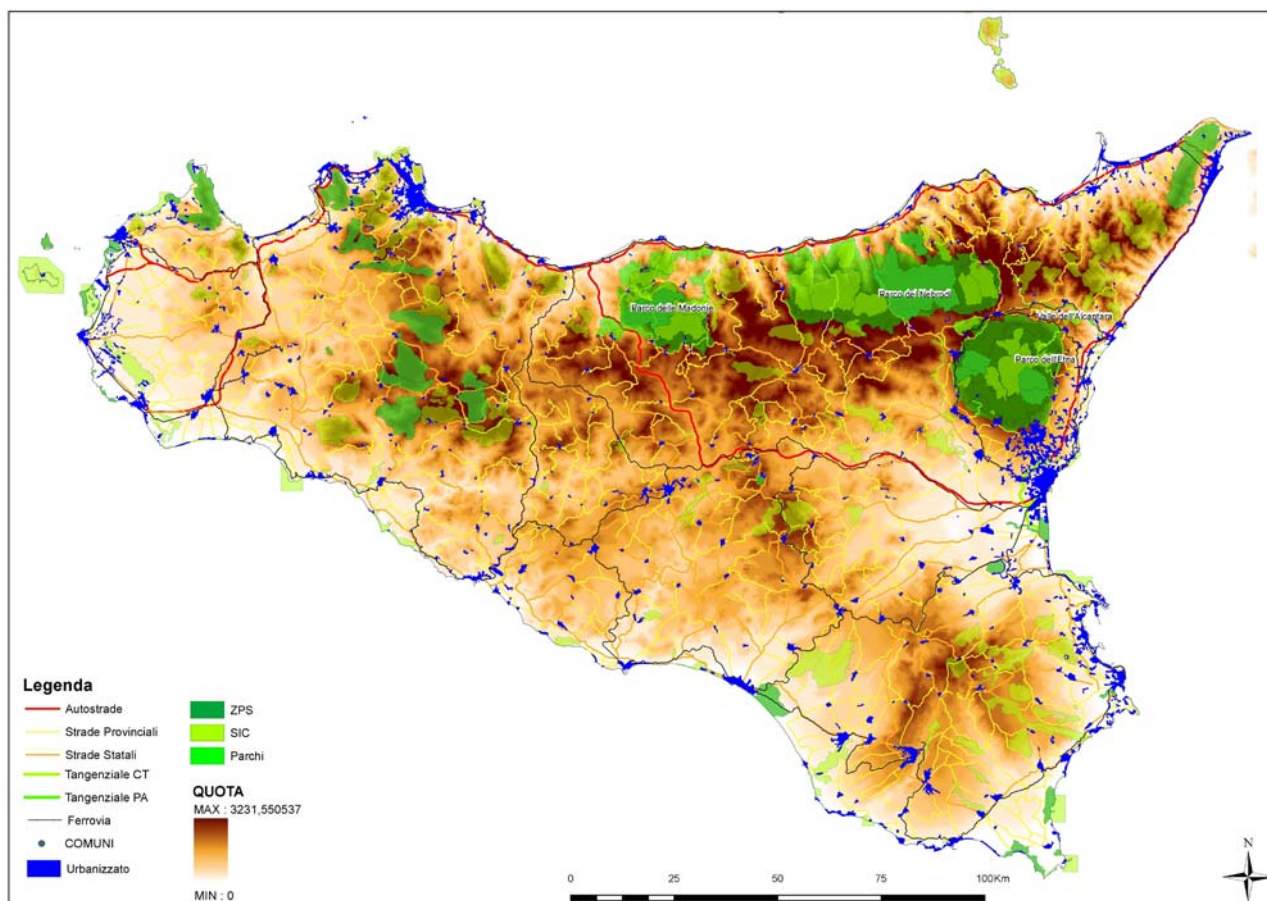 Parco delle Madonie
Parco dei Nebrodi
Valle dell'Alcantara
Parco dell'Etna
Legenda
Autostrade
Strade Provinciali
Strade Statali
Tangenziale CT
Tangenziale PA
Ferrovia
COMUNI
Urbanizzato
ZPS
SIC
Parchi
QUOTA
MAX : 3231,550537
MIN : 0
0 25 50 75 100Km
N